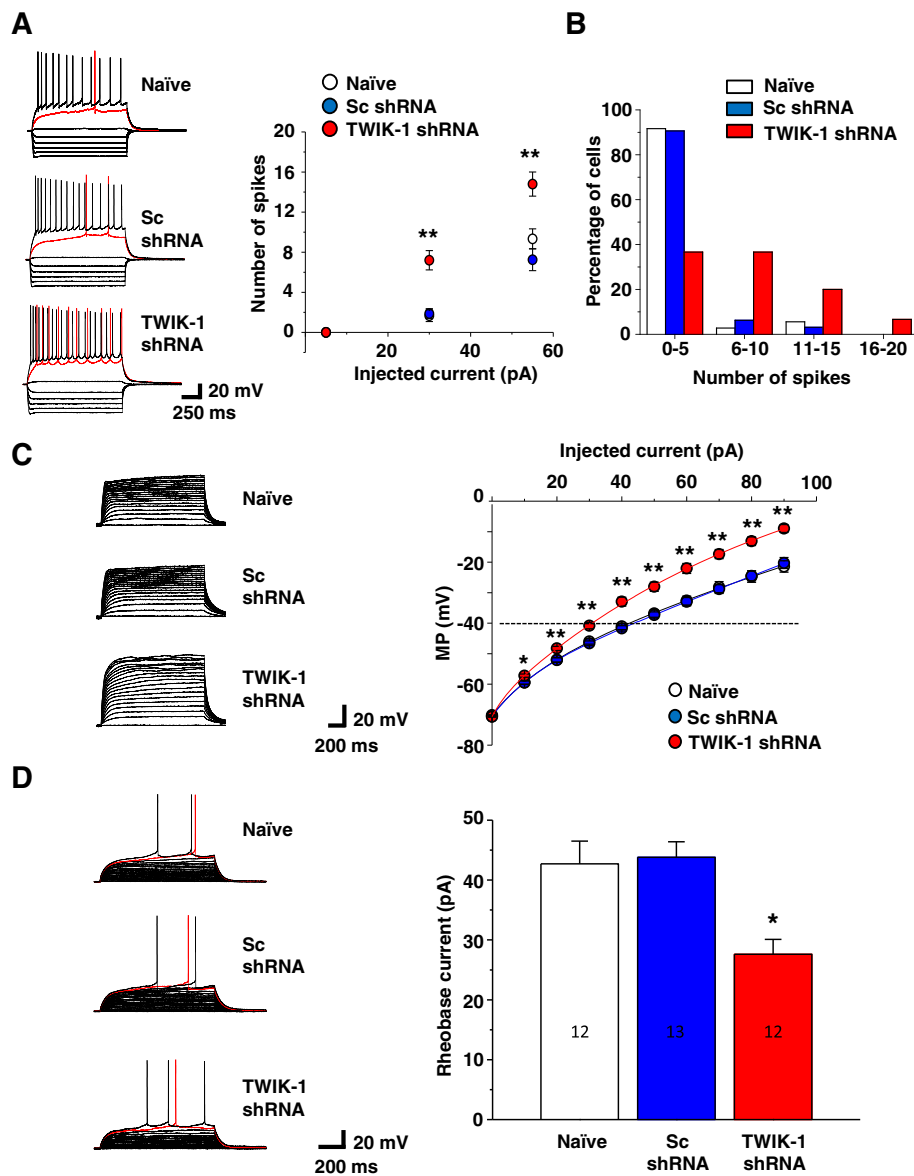 A
Naïve
Sc
shRNA
TWIK-1
shRNA
20 mV
250 ms
Naïve
Sc shRNA
TWIK-1 shRNA
Number of spikes
20
16
12
8
4
0
**
**
0
20
40
60
Injected current (pA)
B
Naïve
Sc shRNA
TWIK-1 shRNA
Percentage of cells
100
80
60
40
20
0
0-5
6-10
11-15
16-20
Number of spikes
C
Naïve
Sc
shRNA
TWIK-1
shRNA
20 mV
200 ms
Injected current (pA)
0
20
40
60
80
100
MP (mV)
0
-20
-40
-60
-80
*
**
**
**
**
**
**
**
**
Naïve
Sc shRNA
TWIK-1 shRNA
D
Naïve
Sc
shRNA
TWIK-1
shRNA
20 mV
200 ms
Rheobase current (pA)
50
40
30
20
10
0
*
12
13
12
Naïve
Sc
shRNA
TWIK-1
shRNA